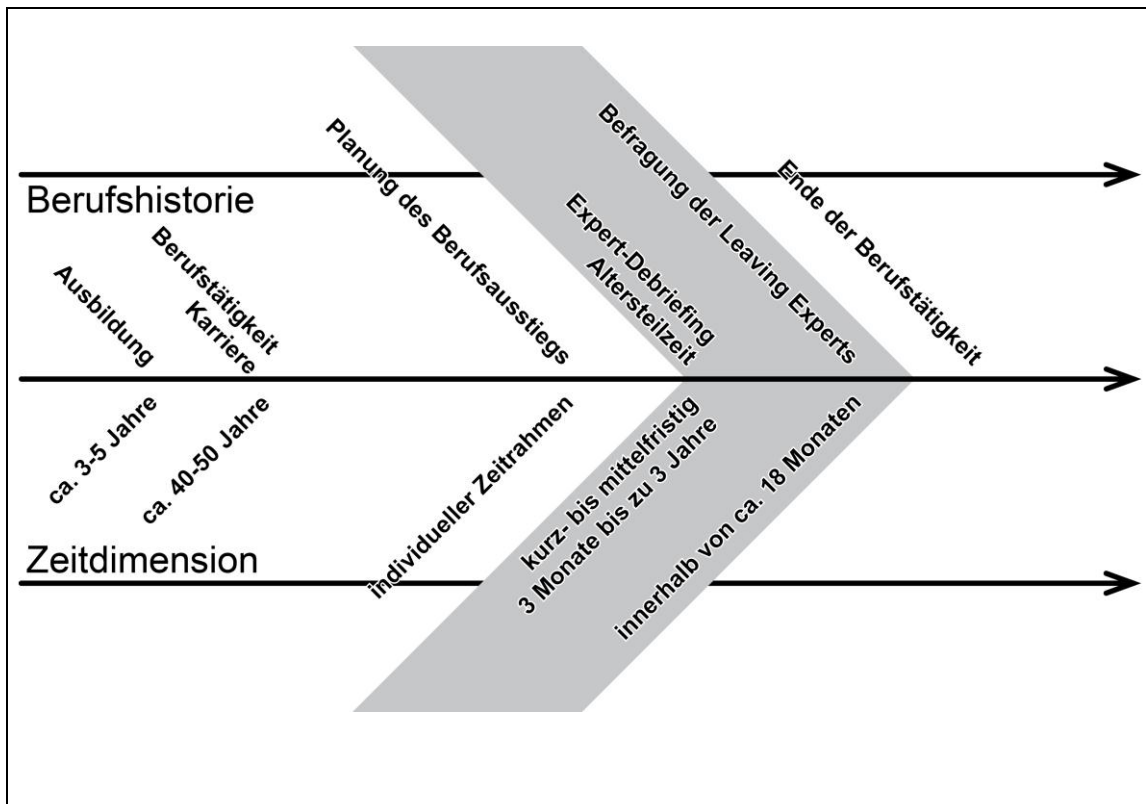 Berufshistorie
Ausbildung
Berufstätigkeit
Karriere
Planung des Berufsausstiegs
Expert-Debriefing
Altersteilzeit
Befragung der Leaving Experts
Ende der Berufstätigkeit
ca. 3-5 Jahre
ca. 40-50 Jahre
individueller Zeitrahmen
kurz- bis mittelfristig
3 Monate bis zu 3 Jahre
innerhalb von ca. 18 Monaten
Zeitdimension